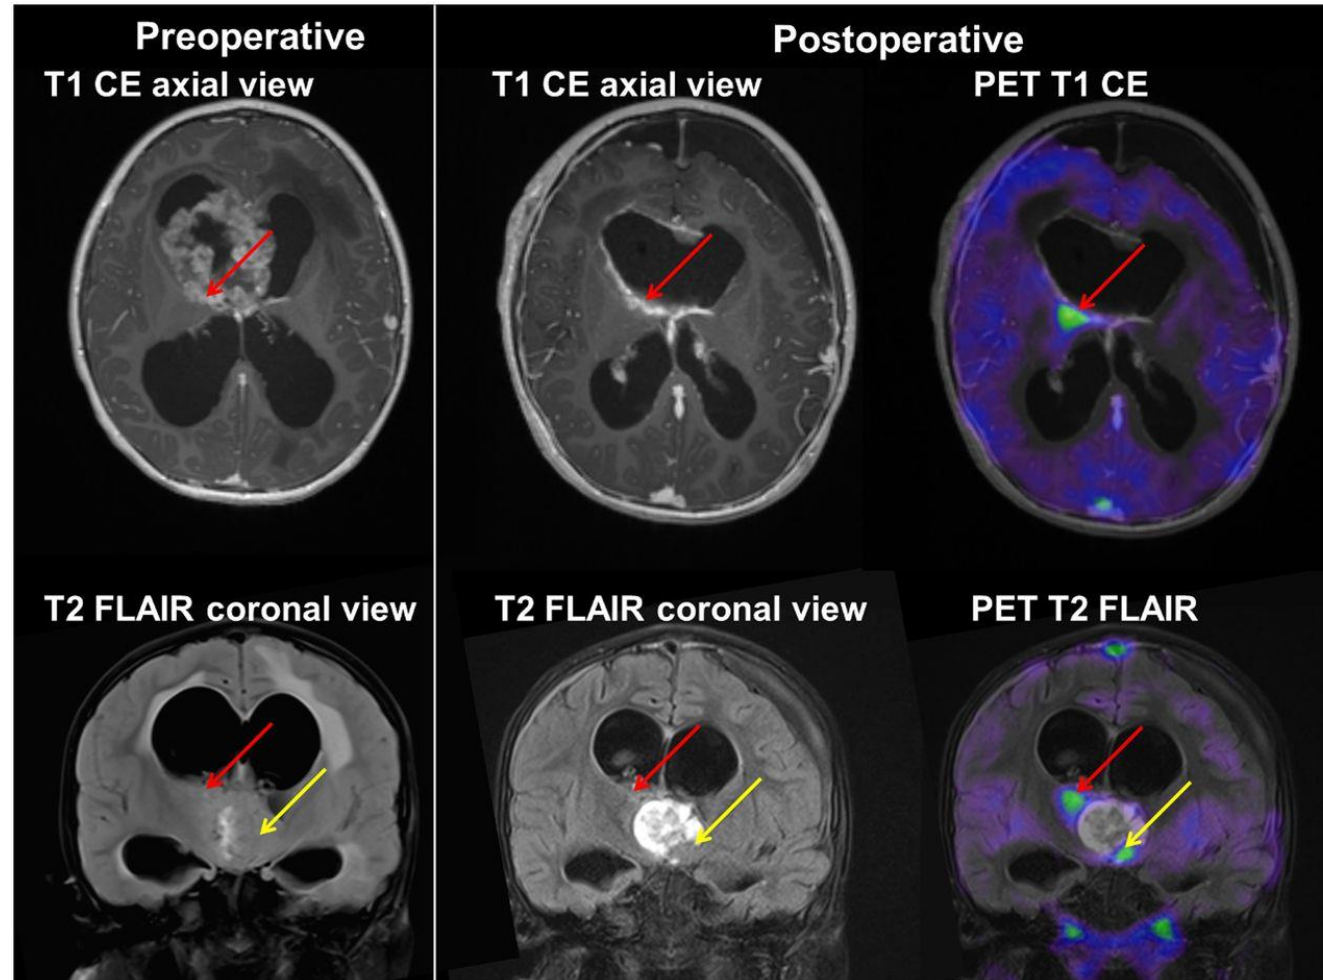 Preoperative
Postoperative
T1 CE axial view
T1 CE axial view
PET T1 CE
T2 FLAIR coronal view
T2 FLAIR coronal view
PET T2 FLAIR